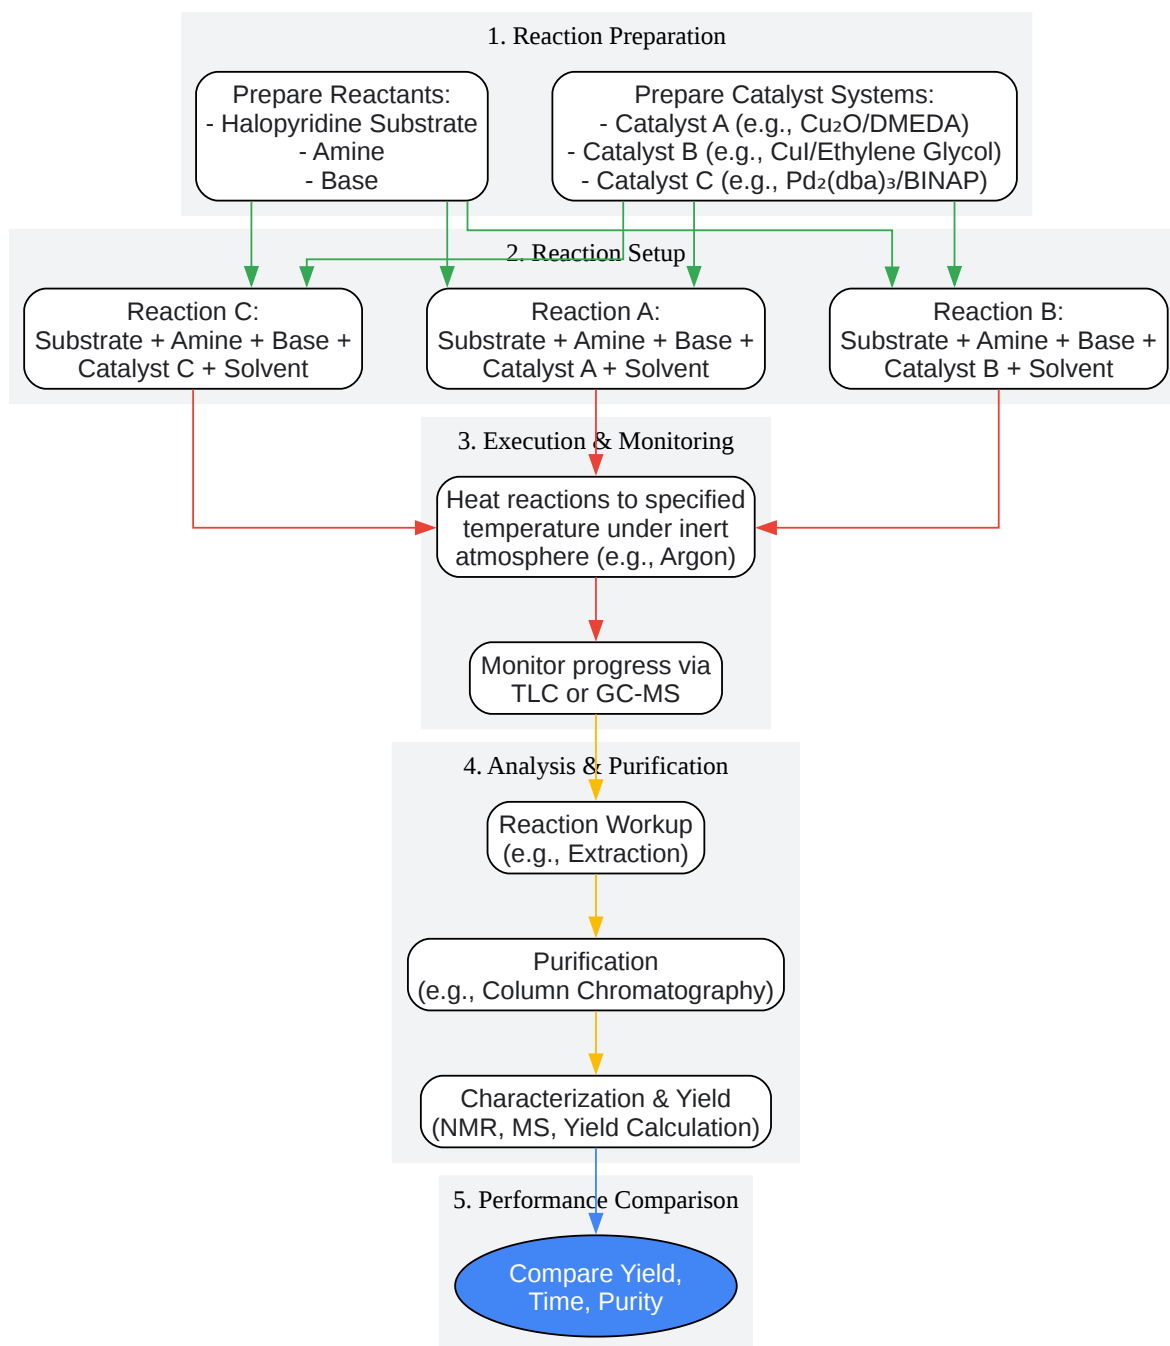 1. Reaction Preparation
Prepare Reactants:
- Halopyridine Substrate
- Amine
- Base
Prepare Catalyst Systems:
- Catalyst A (e.g., Cu₂O/DMEDA)
- Catalyst B (e.g., CuI/Ethylene Glycol)
- Catalyst C (e.g., Pd₂(dba)₃/BINAP)
2. Reaction Setup
Reaction C:
Substrate + Amine + Base +
Catalyst C + Solvent
Reaction A:
Substrate + Amine + Base +
Catalyst A + Solvent
Reaction B:
Substrate + Amine + Base +
Catalyst B + Solvent
3. Execution & Monitoring
Heat reactions to specified
temperature under inert
atmosphere (e.g., Argon)
Monitor progress via
TLC or GC-MS
4. Analysis & Purification
Reaction Workup
(e.g., Extraction)
Purification
(e.g., Column Chromatography)
Characterization & Yield
(NMR, MS, Yield Calculation)
5. Performance Comparison
Compare Yield,
Time, Purity